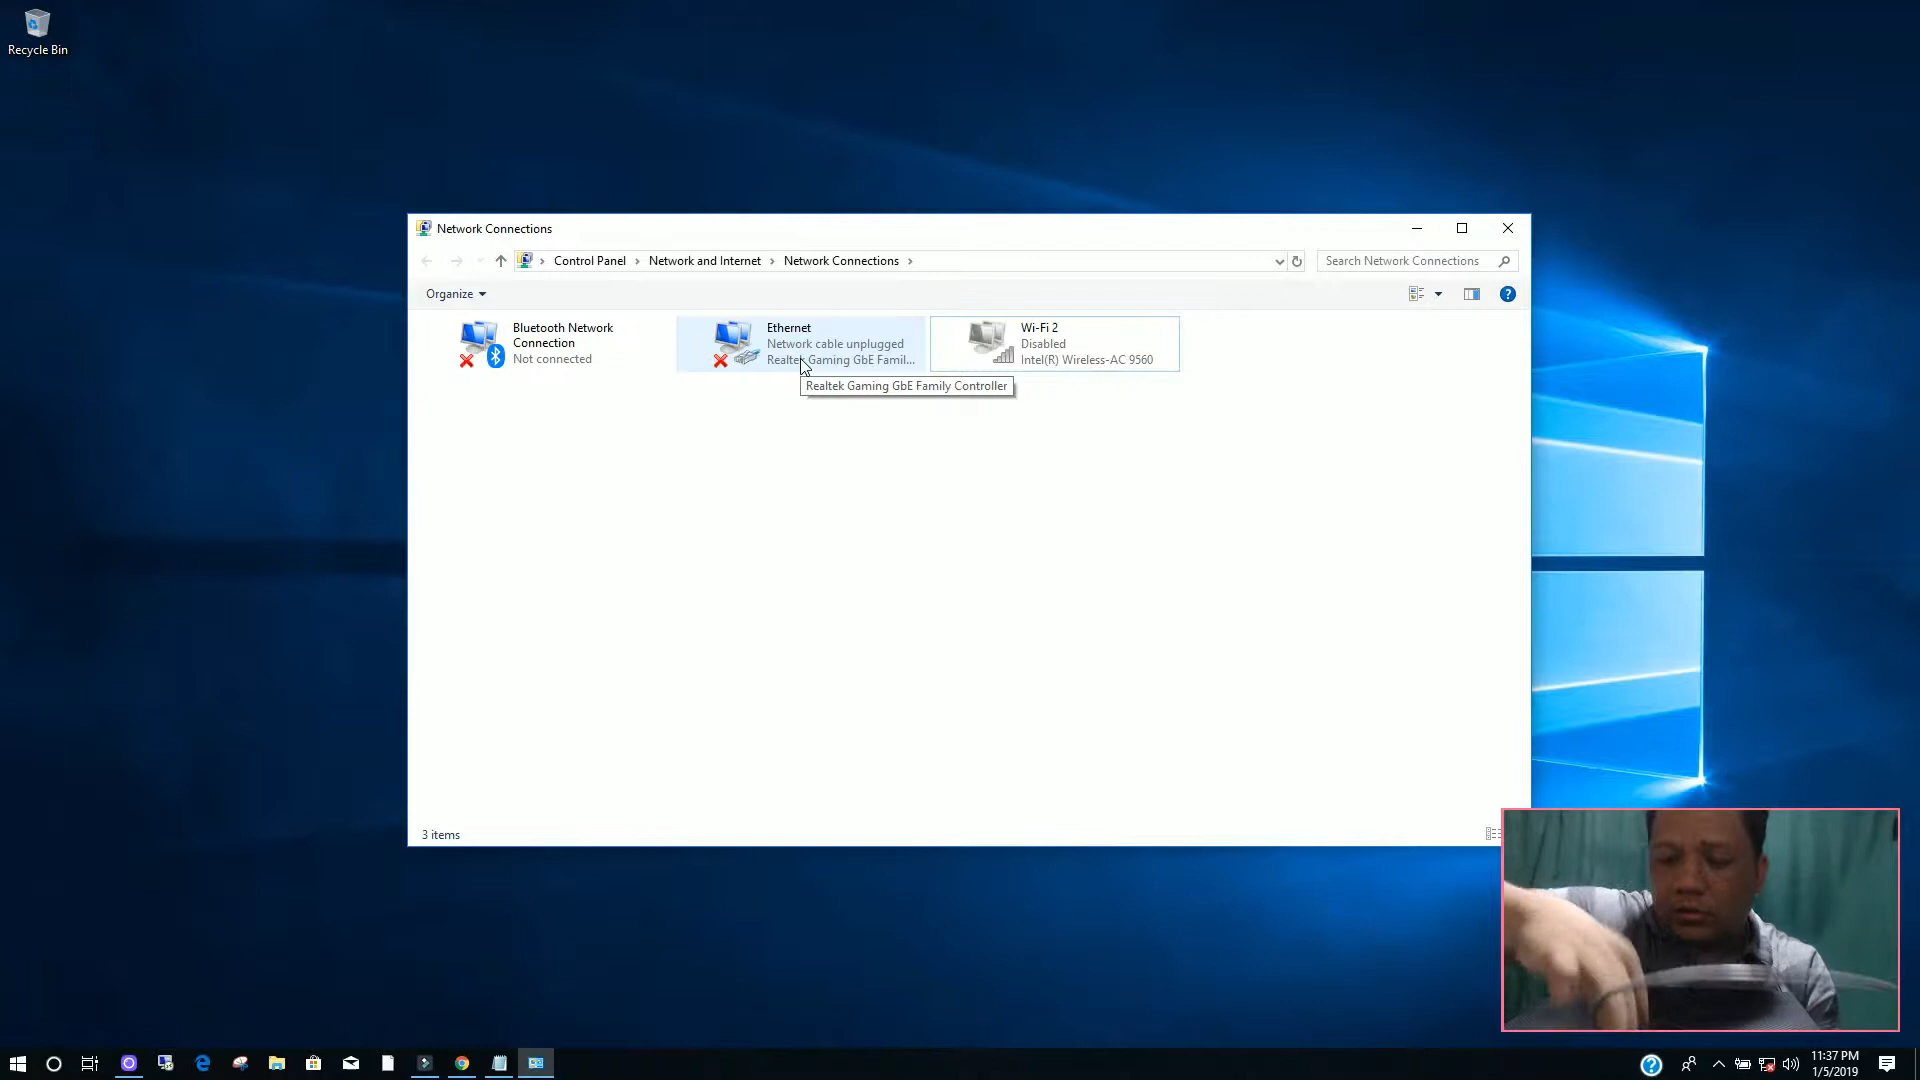 Recycle Bin
Network Connections
Control Panel
Network and Internet
Network Connections
Search Network Connections
Organize
Bluetooth Network
Connection
Not connected
Ethernet
Network cable unplugged
Realtek Gaming GbE Famil...
Wi-Fi 2
Disabled
Intel(R) Wireless-AC 9560
Realtek Gaming GbE Family Controller
3 items
11:37 PM
1/5/2019